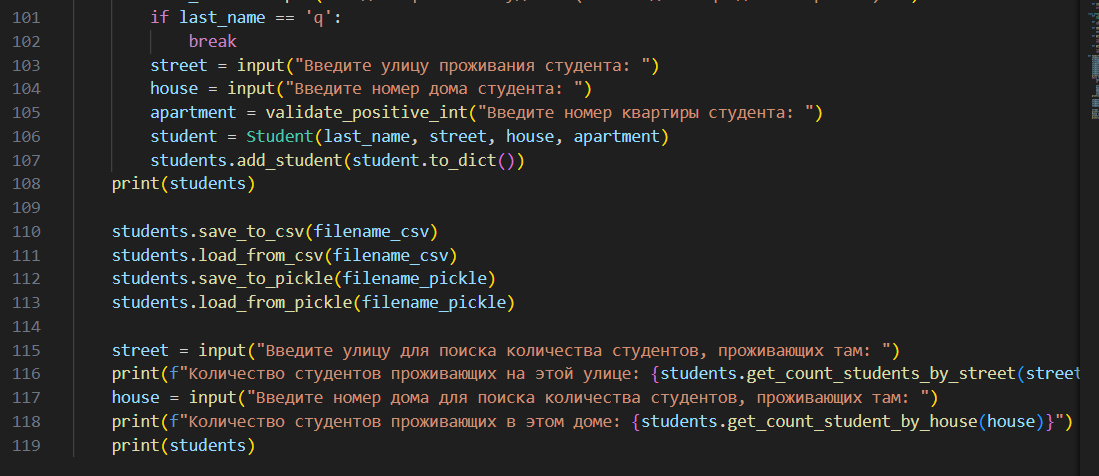 101 if last_name == 'q':
102 break
103 street = input("Введите улицу проживания студента: ")
104 house = input("Введите номер дома студента: ")
105 apartment = validate_positive_int("Введите номер квартиры студента: ")
106 student = Student(last_name, street, house, apartment)
107 students.add_student(student.to_dict())
108 print(students)
109
110 students.save_to_csv(filename_csv)
111 students.load_from_csv(filename_csv)
112 students.save_to_pickle(filename_pickle)
113 students.load_from_pickle(filename_pickle)
114
115 street = input("Введите улицу для поиска количества студентов, проживающих там: ")
116 print(f"Количество студентов проживающих на этой улице: {students.get_count_students_by_street(street
117 house = input("Введите номер дома для поиска количества студентов, проживающих там: ")
118 print(f"Количество студентов проживающих в этом доме: {students.get_count_student_by_house(house)}")
119 print(students)